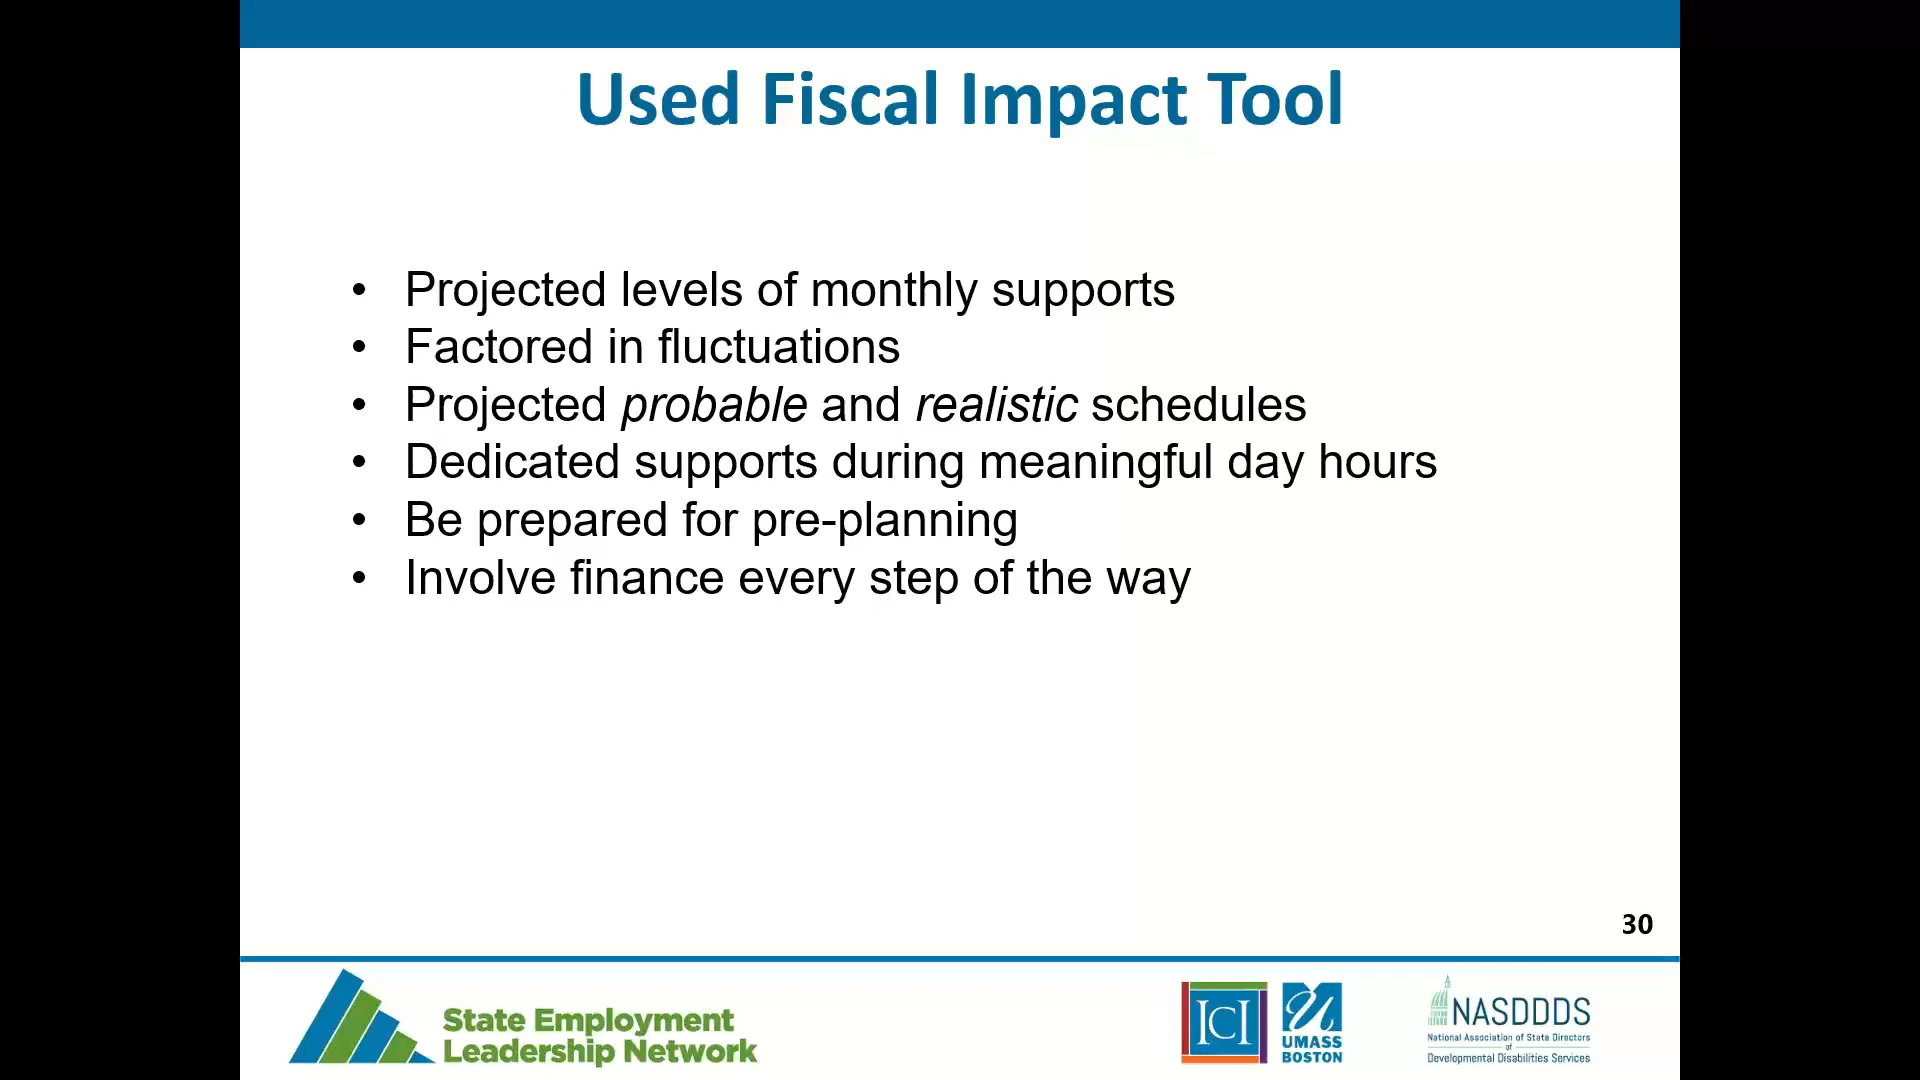 Used Fiscal Impact Tool
• Projected levels of monthly supports
• Factored in fluctuations
• Projected probable and realistic schedules
• Dedicated supports during meaningful day hours
• Be prepared for pre-planning
• Involve finance every step of the way
30
State Employment
Leadership Network
ICI
UMASS
BOSTON
NASDDDS
National Association of State Directors
of
Developmental Disabilities Services